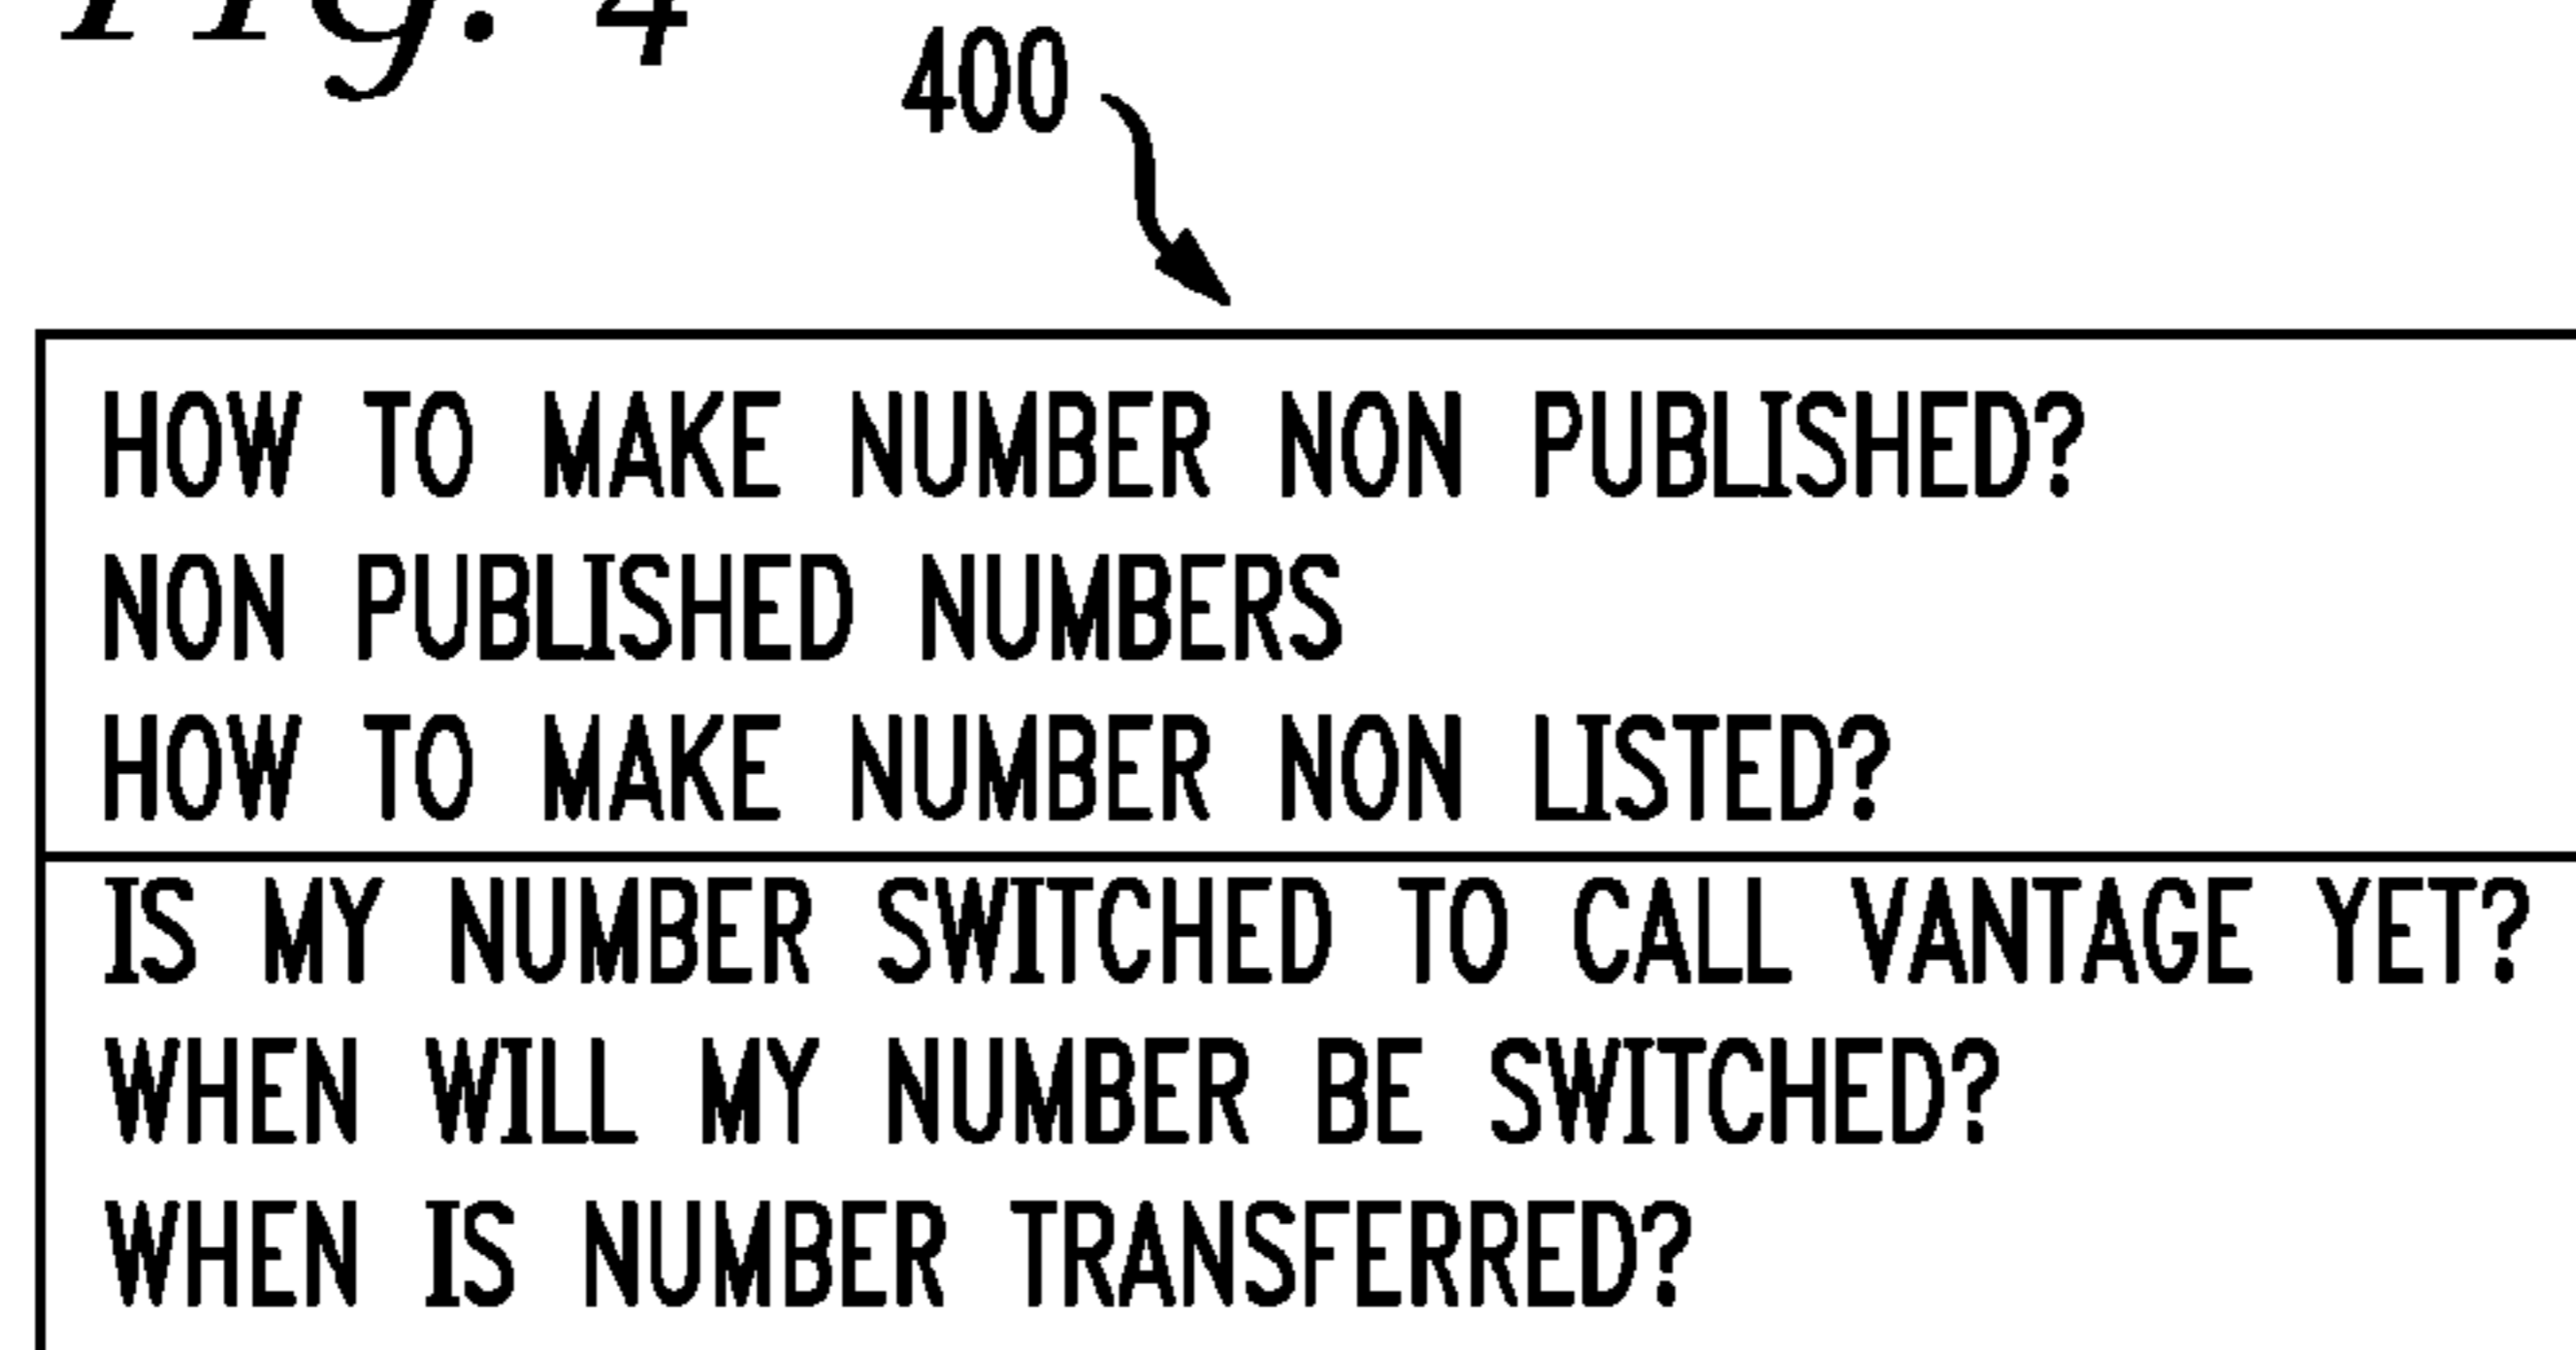 Fig. 4
400
HOW TO MAKE NUMBER NON PUBLISHED?
NON PUBLISHED NUMBERS
HOW TO MAKE NUMBER NON LISTED?
IS MY NUMBER SWITCHED TO CALL VANTAGE YET?
WHEN WILL MY NUMBER BE SWITCHED?
WHEN IS NUMBER TRANSFERRED?